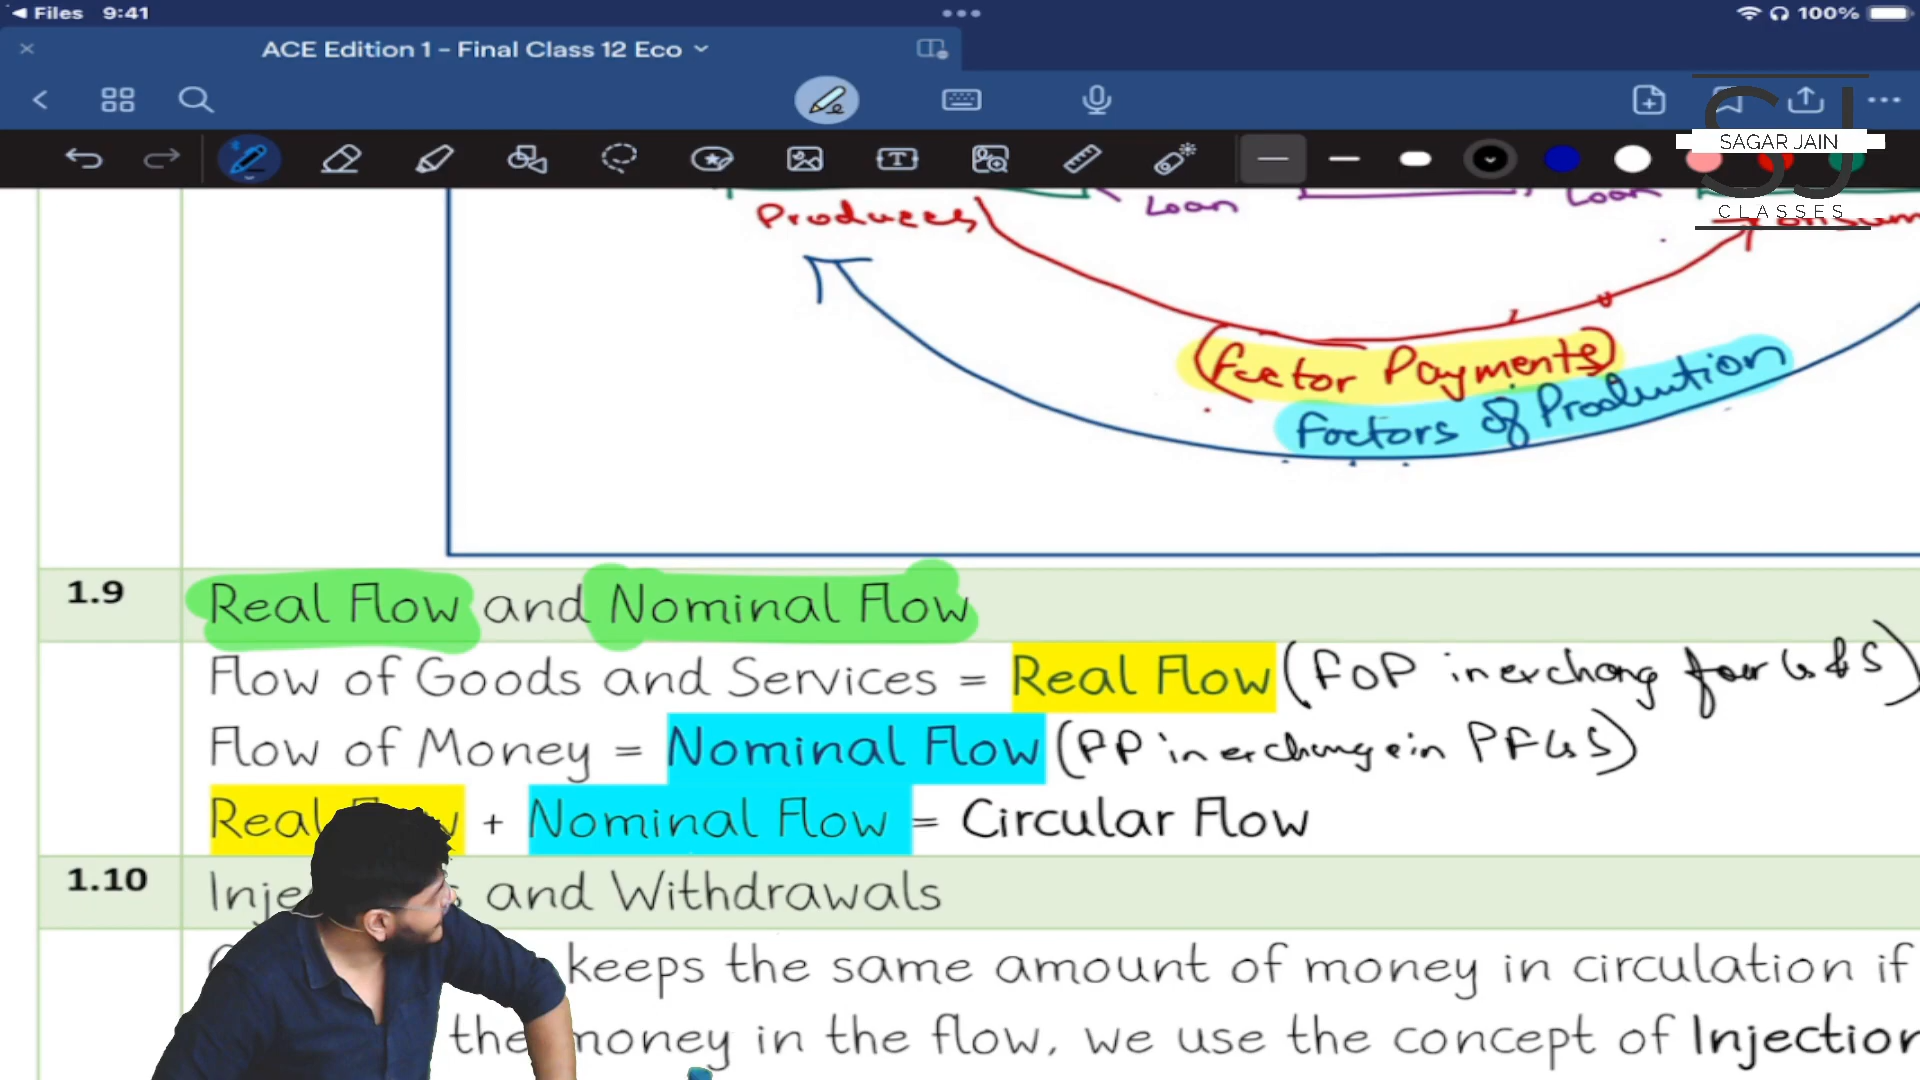 Files 9:41 100%
ACE Edition 1 - Final Class 12 Eco
SAGAR JAIN
SJ
CLASSES
Loan Loan
Producers
(Factor Payments)
Factors of Production
1.9 Real Flow and Nominal Flow
Flow of Goods and Services = Real Flow (FOP in exchang for G & S)
Flow of Money = Nominal Flow (FP in exchange in PFGS)
Real + Nominal Flow = Circular Flow
1.10 and Withdrawals
keeps the same amount of money in circulation if
the money in the flow, we use the concept of Injection